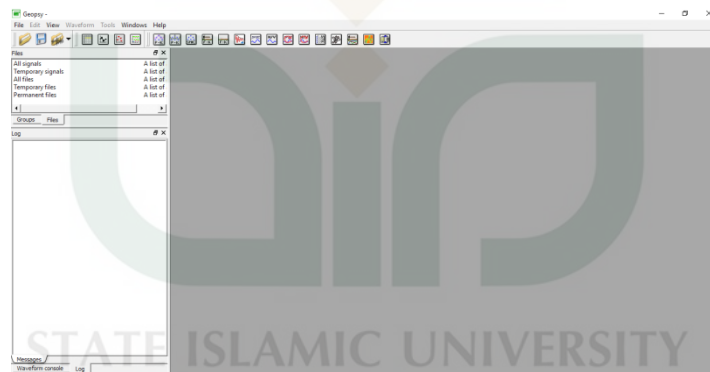 Geopsy -
File Edit View Waveform Tools Windows Help
Files
All signals A list of
Temporary signals A list of
All files A list of
Temporary files A list of
Permanent files A list of
Groups Files
Log
Messages
Waveform console Log
STATE ISLAMIC UNIVERSITY